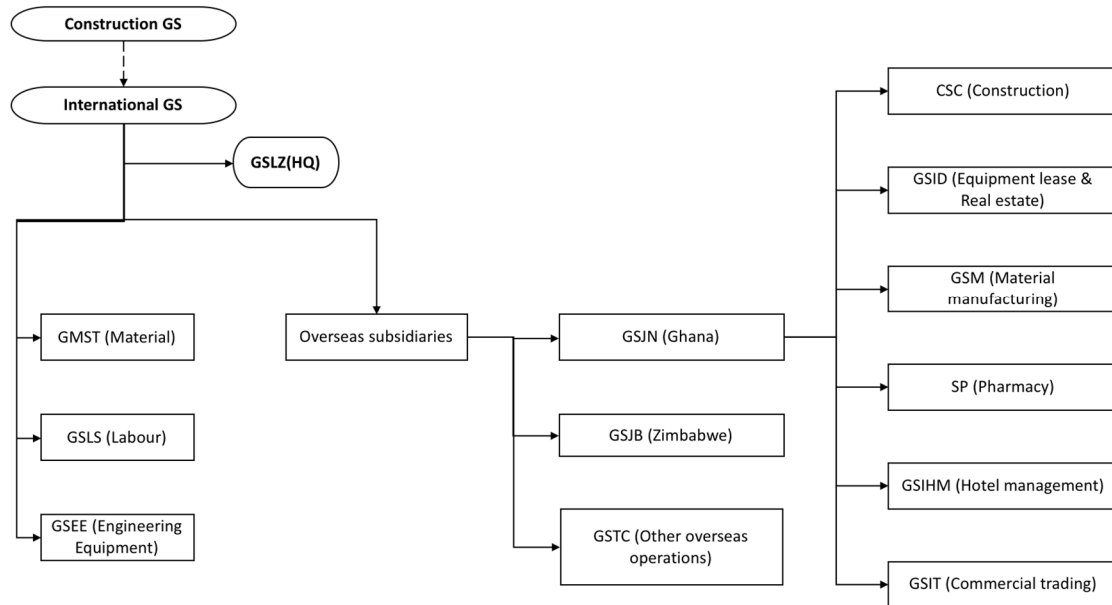 Construction GS
International GS
GSLZ(HQ)
GMST (Material)
GSLS (Labour)
GSEE (Engineering
Equipment)
Overseas subsidiaries
GSJN (Ghana)
GSJB (Zimbabwe)
GSTC (Other overseas
operations)
CSC (Construction)
GSID (Equipment lease &
Real estate)
GSM (Material
manufacturing)
SP (Pharmacy)
GSIHM (Hotel management)
GSIT (Commercial trading)